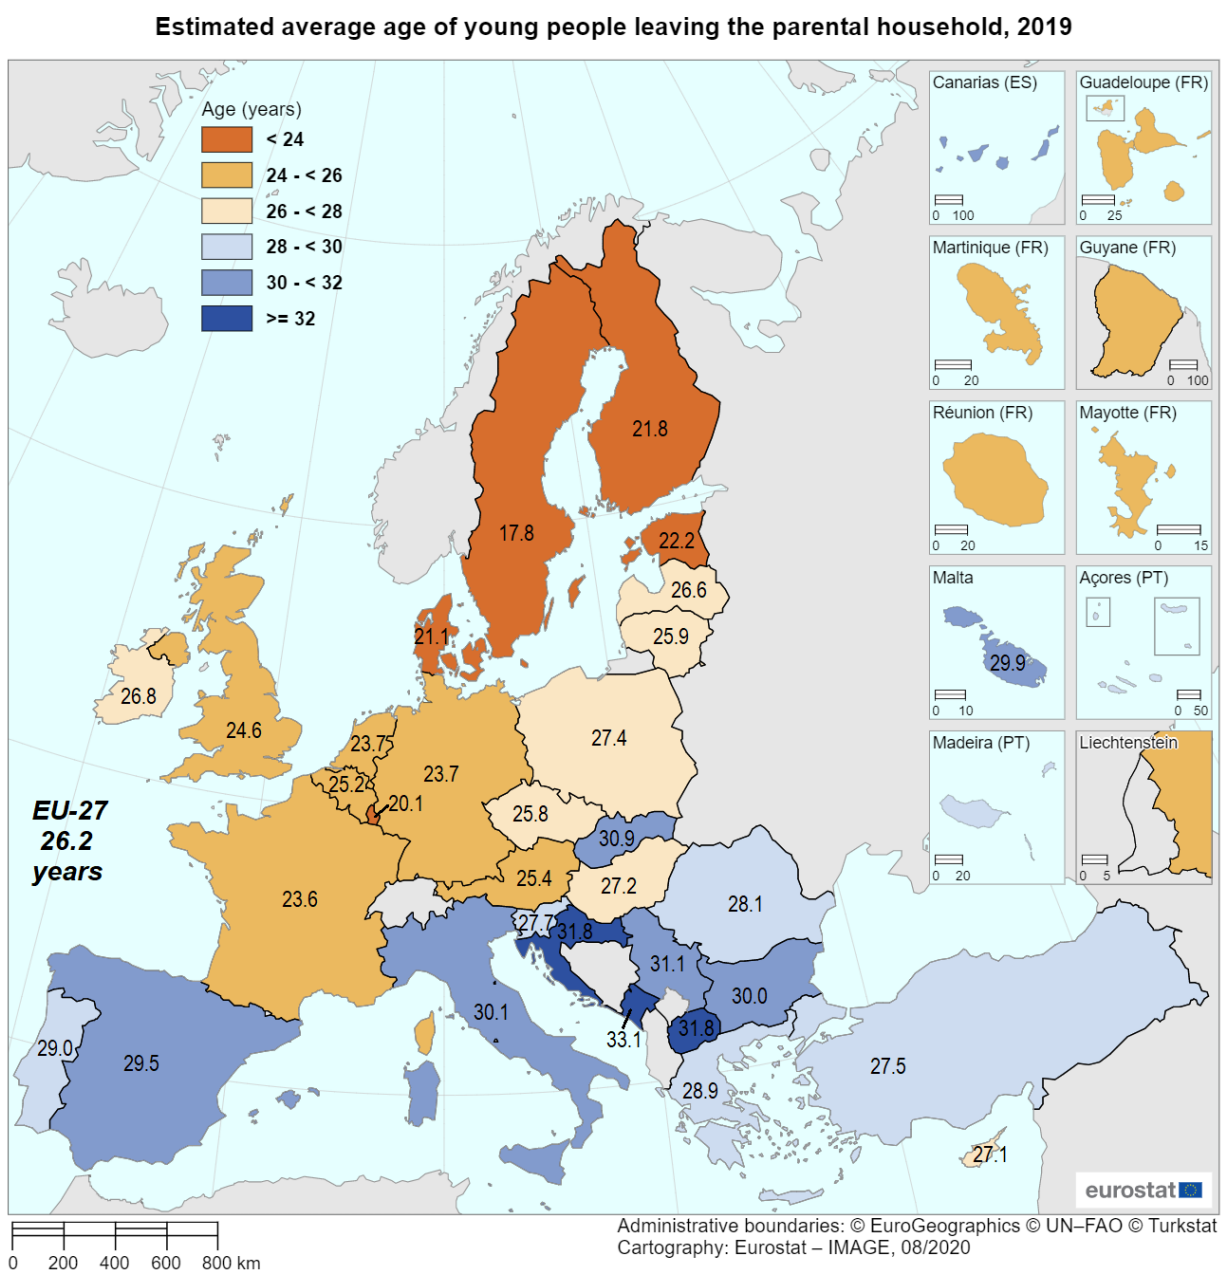 Estimated average age of young people leaving the parental household, 2019
Age (years)
< 24
24 - < 26
26 - < 28
28 - < 30
30 - < 32
>= 32
Canarias (ES)
0 100
Guadeloupe (FR)
0 25
Martinique (FR)
0 20
Guyane (FR)
0 100
Réunion (FR)
0 20
Mayotte (FR)
0 15
Malta
29.9
0 10
Açores (PT)
0 50
Madeira (PT)
0 20
Liechtenstein
0 5
21.8
17.8
22.2
26.6
25.9
21.1
26.8
24.6
23.7
25.2
23.7
20.1
27.4
25.8
30.9
25.4
27.2
23.6
28.1
27.7
31.8
31.1
30.0
30.1
33.1
31.8
29.0
29.5
28.9
27.5
27.1
EU-27
26.2
years
eurostat
0 200 400 600 800 km
Administrative boundaries: © EuroGeographics © UN–FAO © Turkstat
Cartography: Eurostat – IMAGE, 08/2020